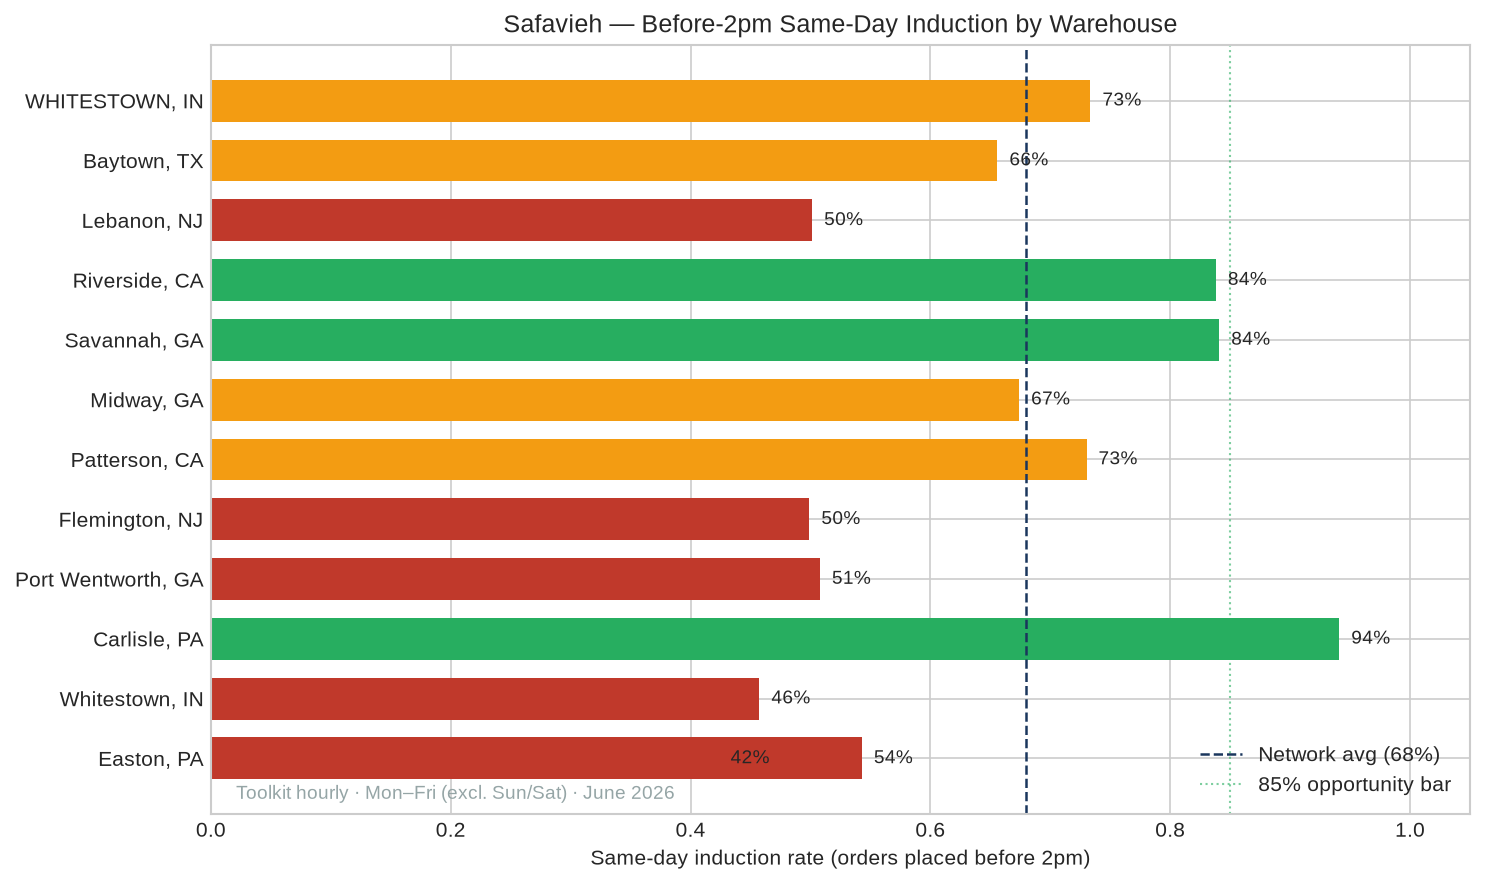 Safavieh — Before-2pm Same-Day Induction by Warehouse
WHITESTOWN, IN 73%
Baytown, TX 66%
Lebanon, NJ 50%
Riverside, CA 84%
Savannah, GA 84%
Midway, GA 67%
Patterson, CA 73%
Flemington, NJ 50%
Port Wentworth, GA 51%
Carlisle, PA 94%
Whitestown, IN 46%
Easton, PA 42% 54%
Network avg (68%)
85% opportunity bar
Toolkit hourly · Mon–Fri (excl. Sun/Sat) · June 2026
0.0 0.2 0.4 0.6 0.8 1.0
Same-day induction rate (orders placed before 2pm)